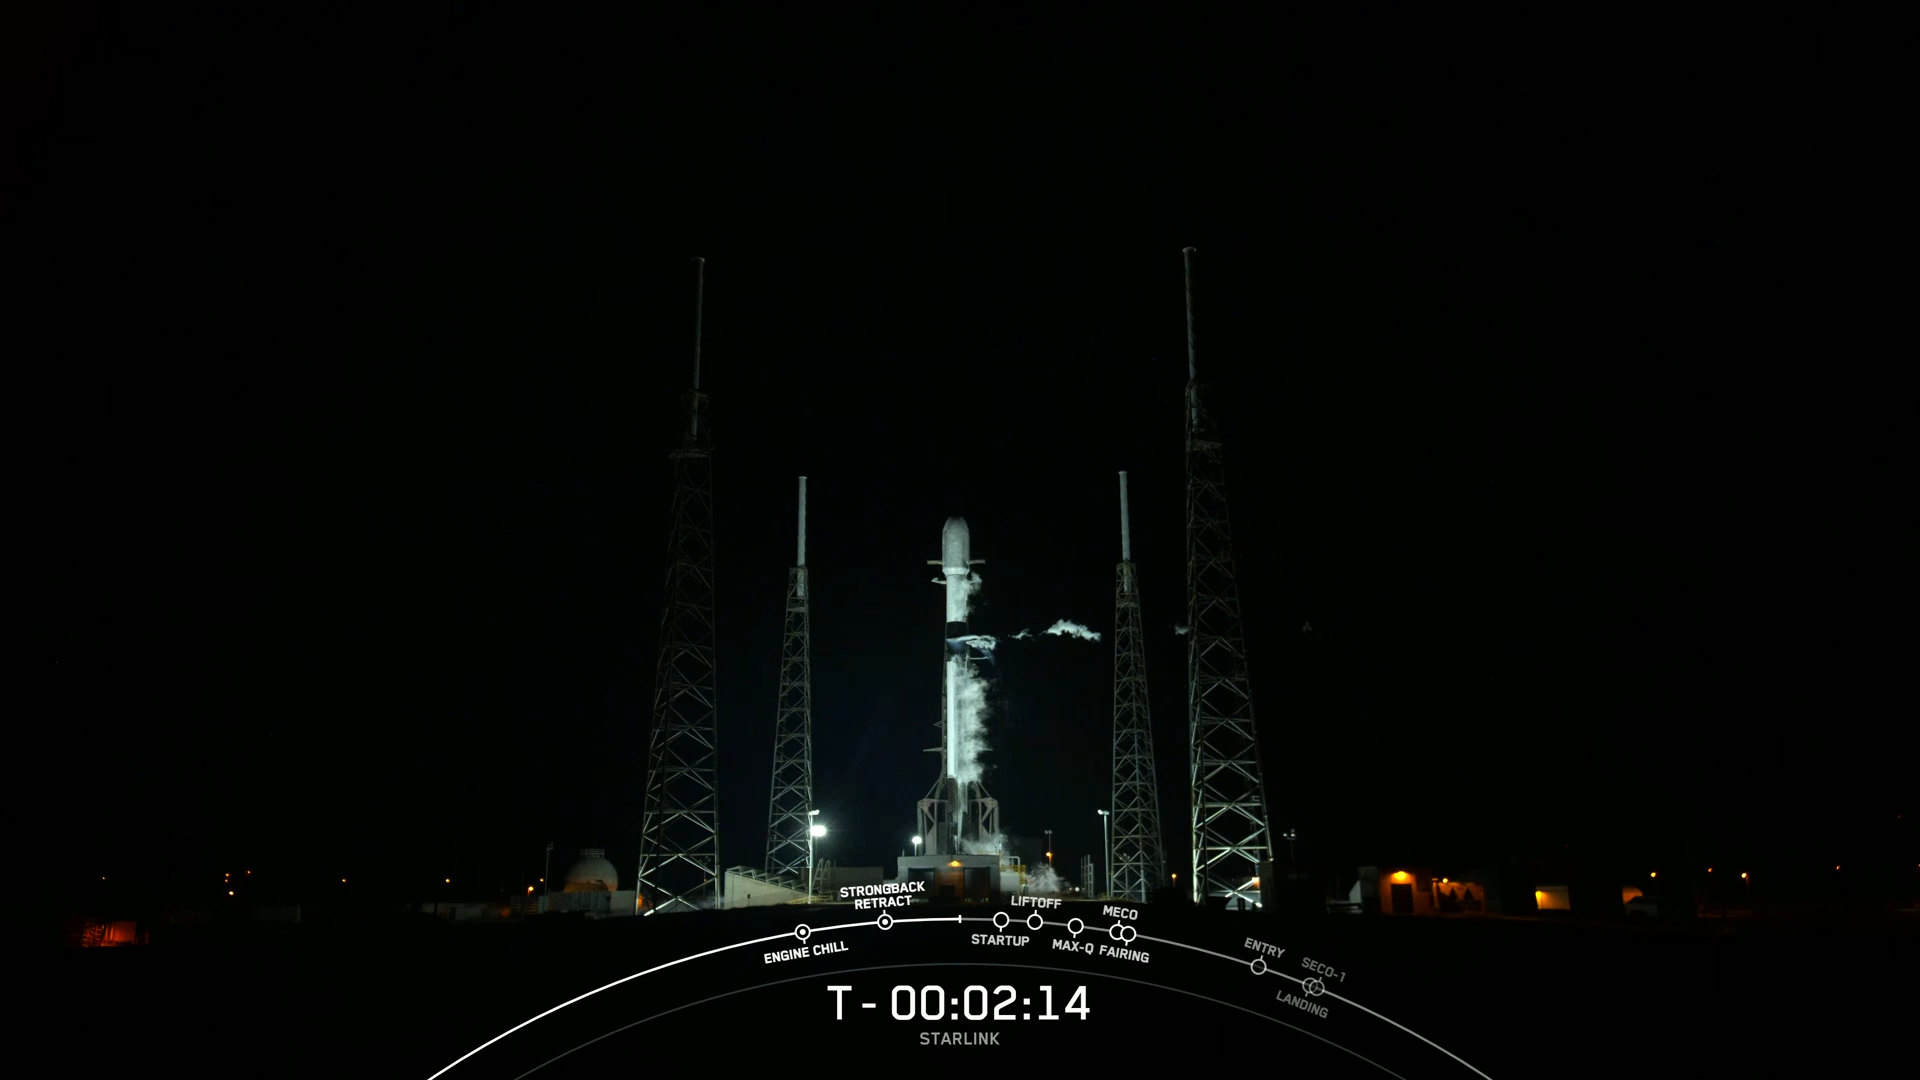 STRONGBACK
RETRACT
ENGINE CHILL
STARTUP
LIFTOFF
MAX-Q
MECO
FAIRING
ENTRY
SECO-1
LANDING
T- 00:02:14
STARLINK